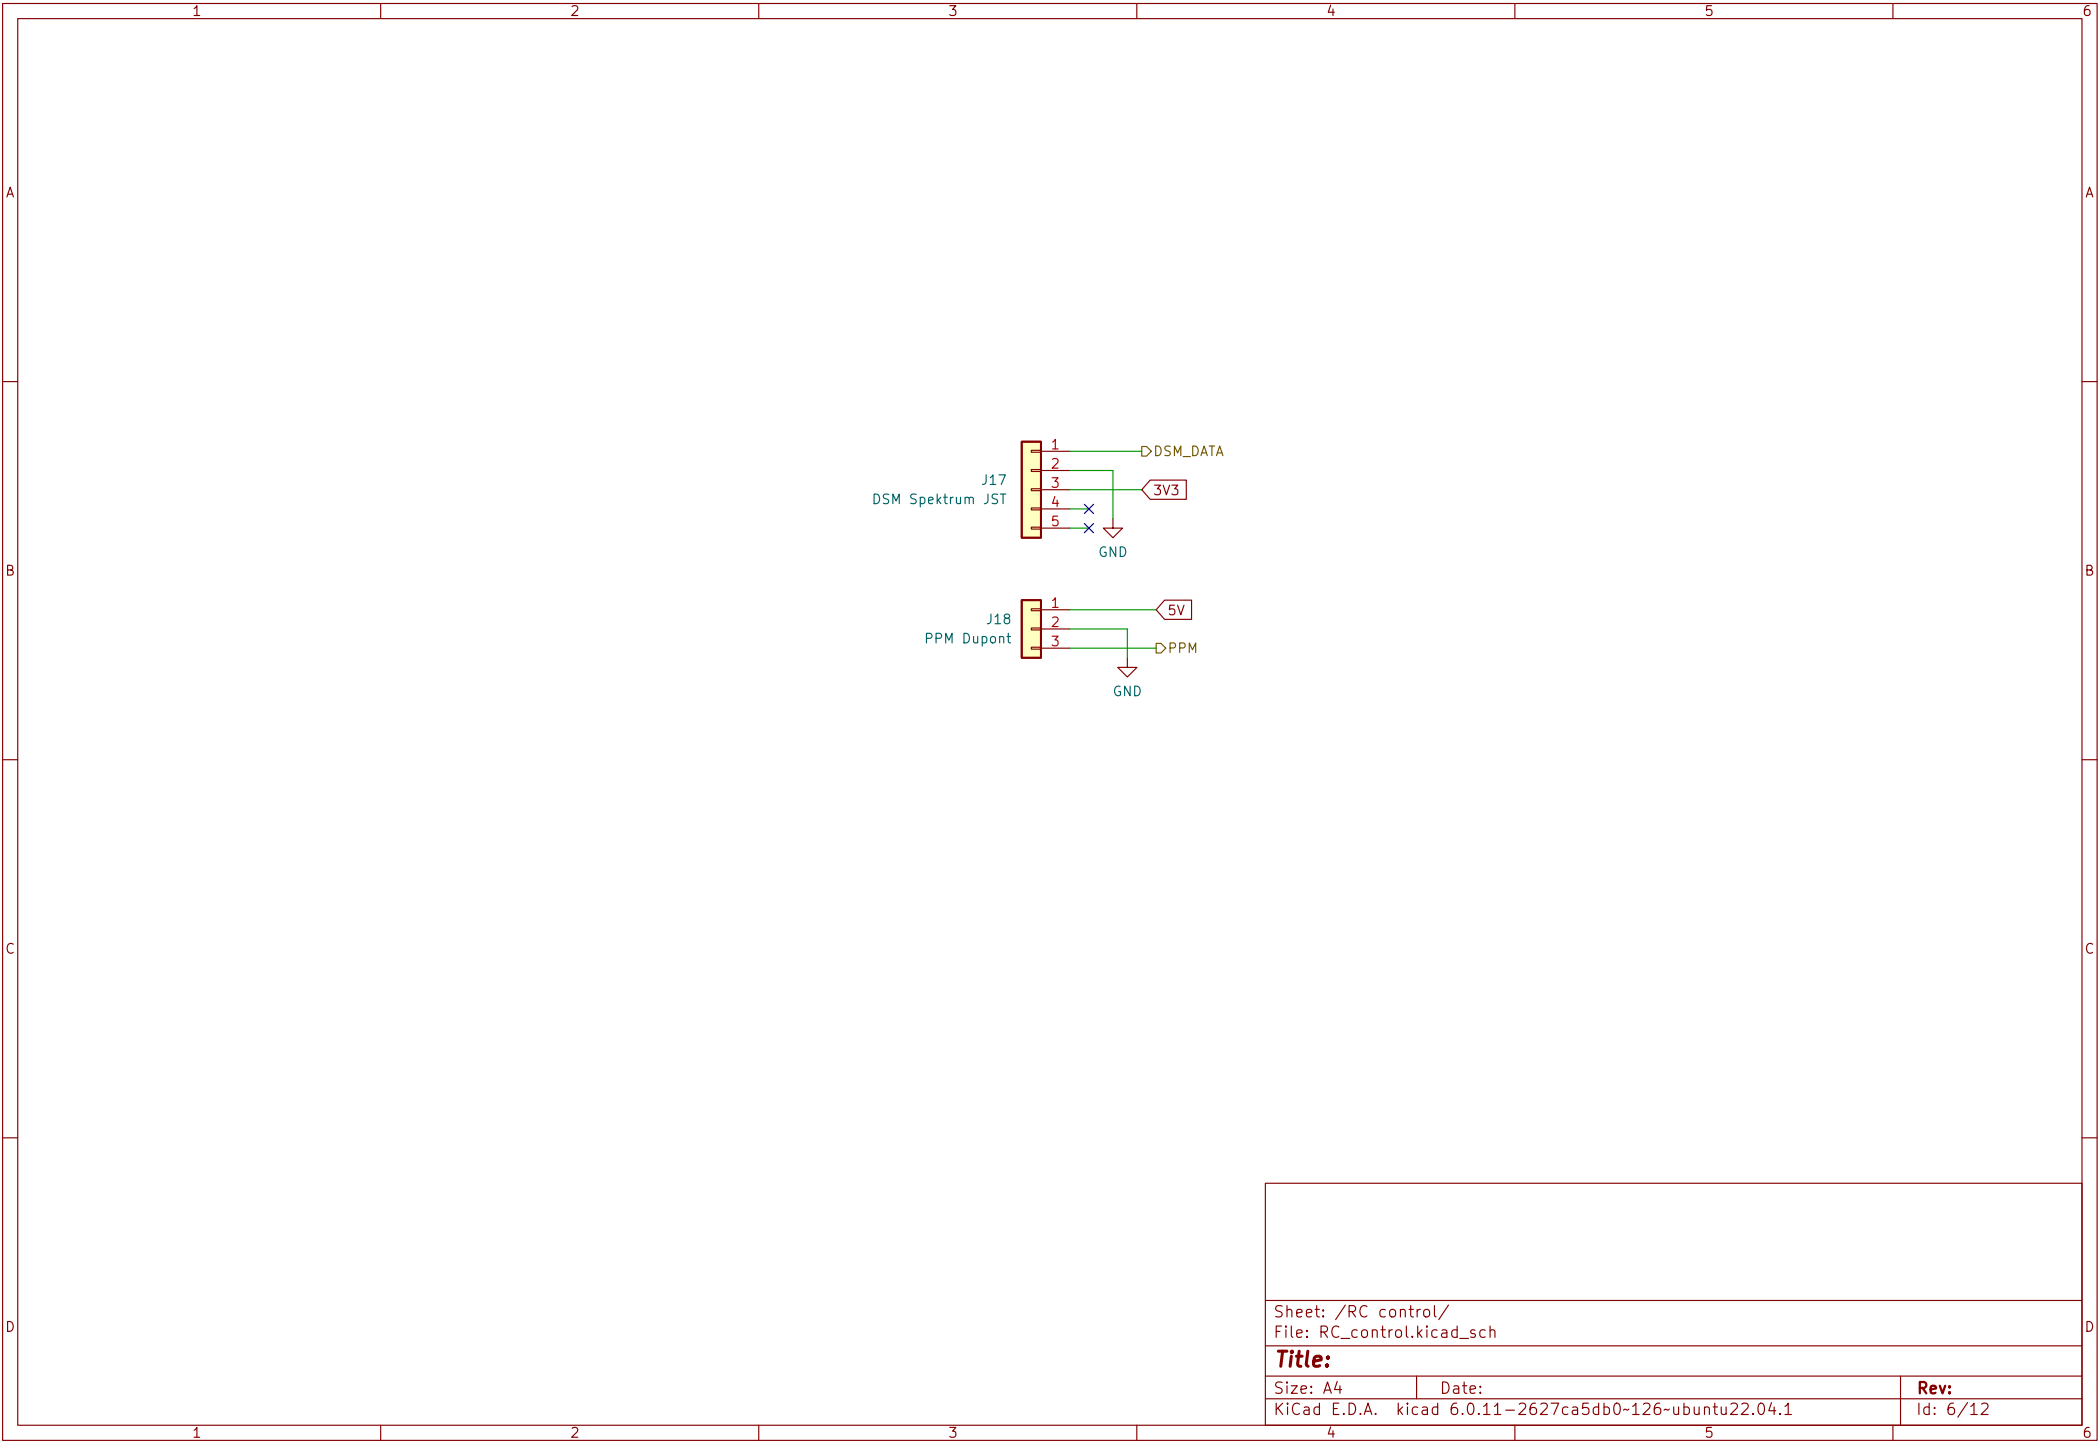 1 2 3 4 5 6
A A
1
DSM_DATA
2
J17
3
3V3
DSM Spektrum JST
4
5
GND
B B
1
5V
J18
2
PPM Dupont
3
PPM
GND
C C
Sheet: /RC control/
D D
File: RC_control.kicad_sch
Title:
Size: A4 Date: Rev:
KiCad E.D.A. kicad 6.0.11-2627ca5db0~126~ubuntu22.04.1 Id: 6/12
1 2 3 4 5 6